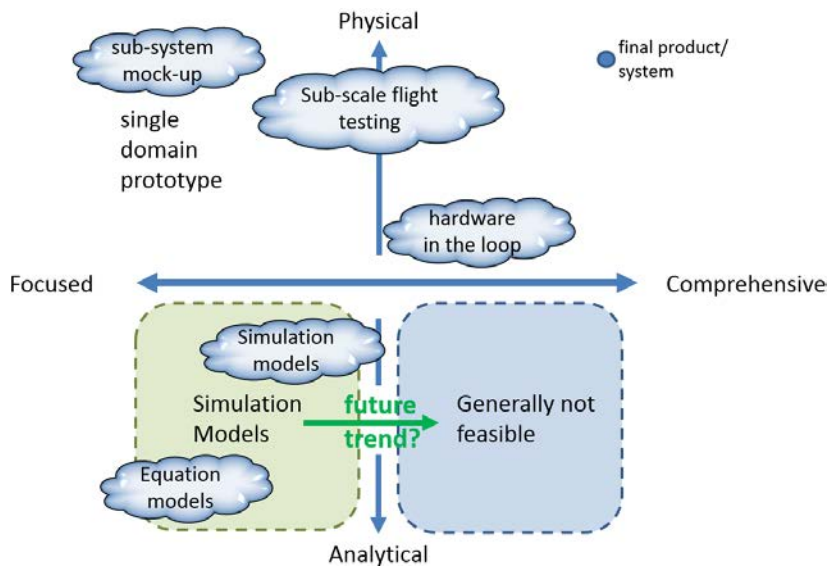 Physical
sub-system
mock-up
final product/
system
Sub-scale flight
testing
single
domain
prototype
hardware
in the loop
Focused
Comprehensive
Simulation
models
Simulation
Models
future
trend?
Generally not
feasible
Equation
models
Analytical